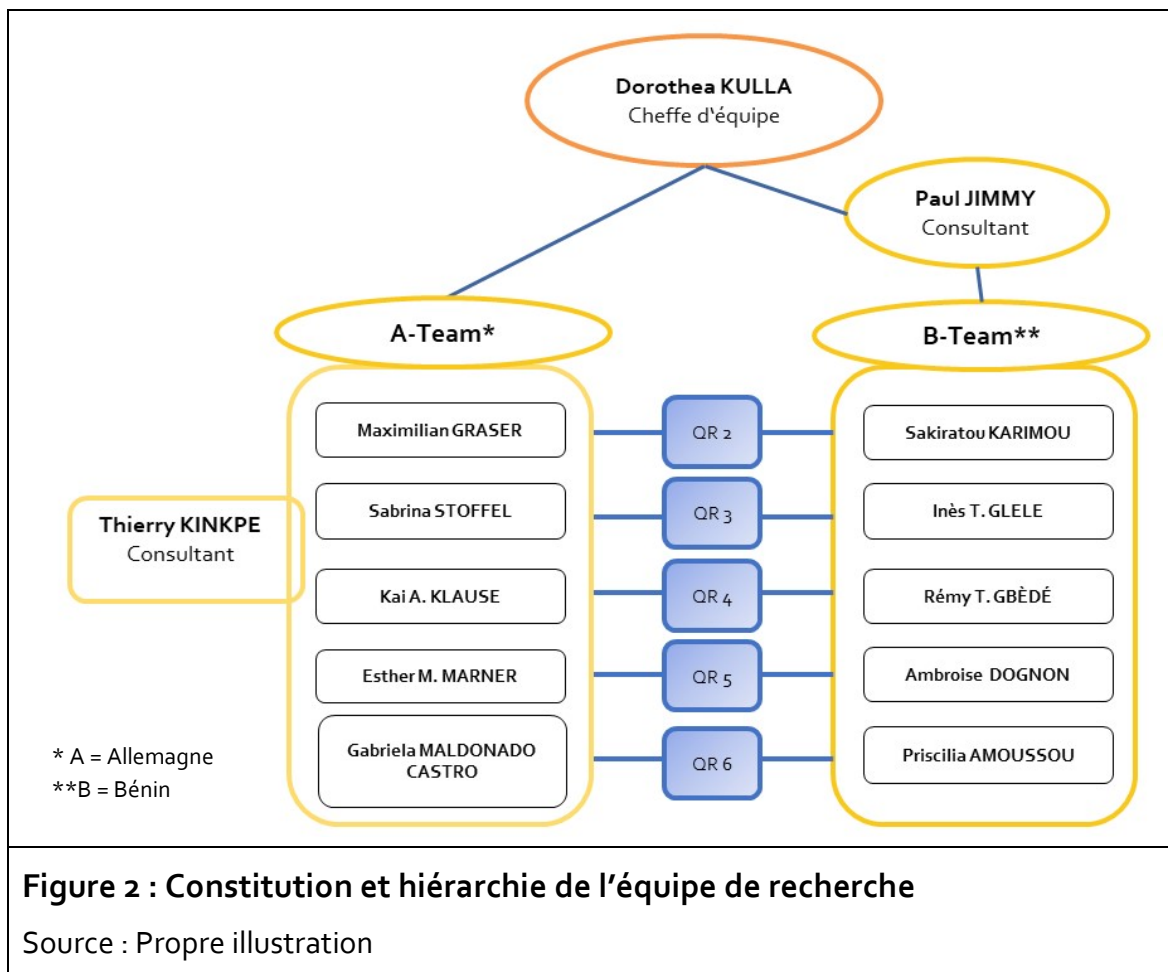 Dorothea KULLA
Cheffe d‘équipe
Paul JIMMY
Consultant
A-Team*
B-Team**
Maximilian GRASER
QR 2
Sakiratou KARIMOU
Thierry KINKPE
Consultant
Sabrina STOFFEL
QR 3
Inès T. GLELE
Kai A. KLAUSE
QR 4
Rémy T. GBÈDÉ
Esther M. MARNER
QR 5
Ambroise DOGNON
Gabriela MALDONADO
CASTRO
QR 6
Priscilia AMOUSSOU
* A = Allemagne
**B = Bénin
Figure 2 : Constitution et hiérarchie de l’équipe de recherche
Source : Propre illustration